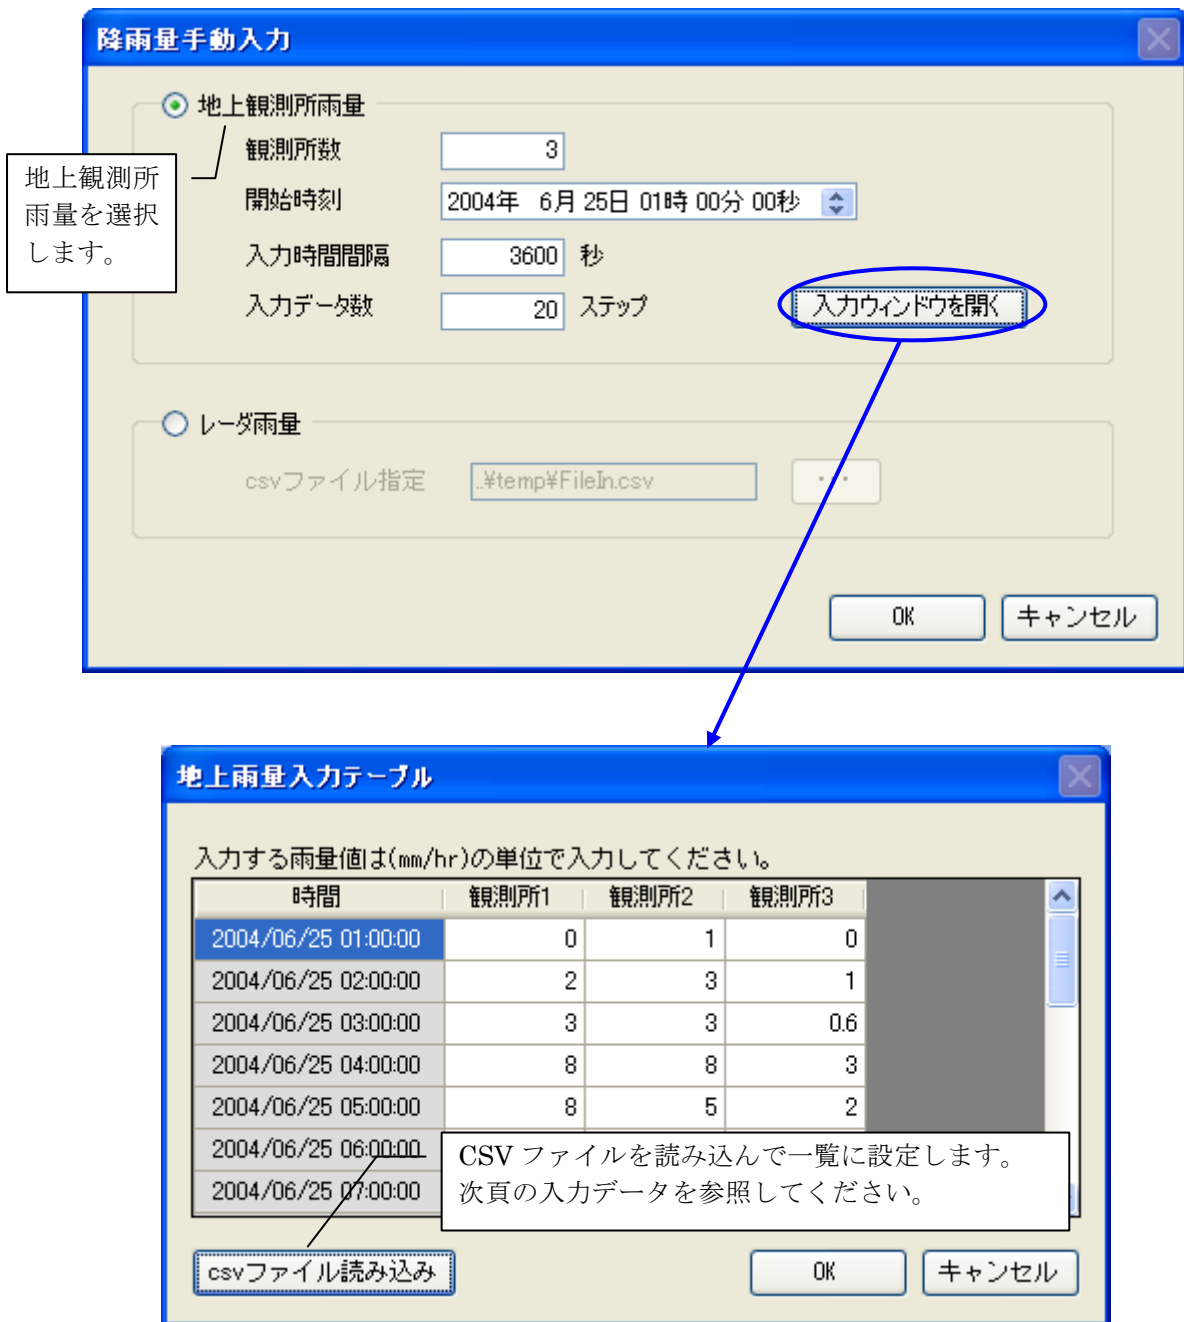 降雨量手動入力
地上観測所雨量
観測所数 3
地上観測所
雨量を選択
します。
開始時刻 2004年 6月 25日 01時 00分 00秒
入力時間間隔 3600 秒
入力データ数 20 ステップ 入力ウィンドウを開く
レーダ雨量
csvファイル指定 ..¥temp¥FileIn.csv ...
OK キャンセル
地上雨量入力テーブル
入力する雨量値は(mm/hr)の単位で入力してください。
時間 観測所1 観測所2 観測所3
2004/06/25 01:00:00 0 1 0
2004/06/25 02:00:00 2 3 1
2004/06/25 03:00:00 3 3 0.6
2004/06/25 04:00:00 8 8 3
2004/06/25 05:00:00 8 5 2
2004/06/25 06:00:00
2004/06/25 07:00:00
CSV ファイルを読み込んで一覧に設定します。
次頁の入力データを参照してください。
csvファイル読み込み OK キャンセル